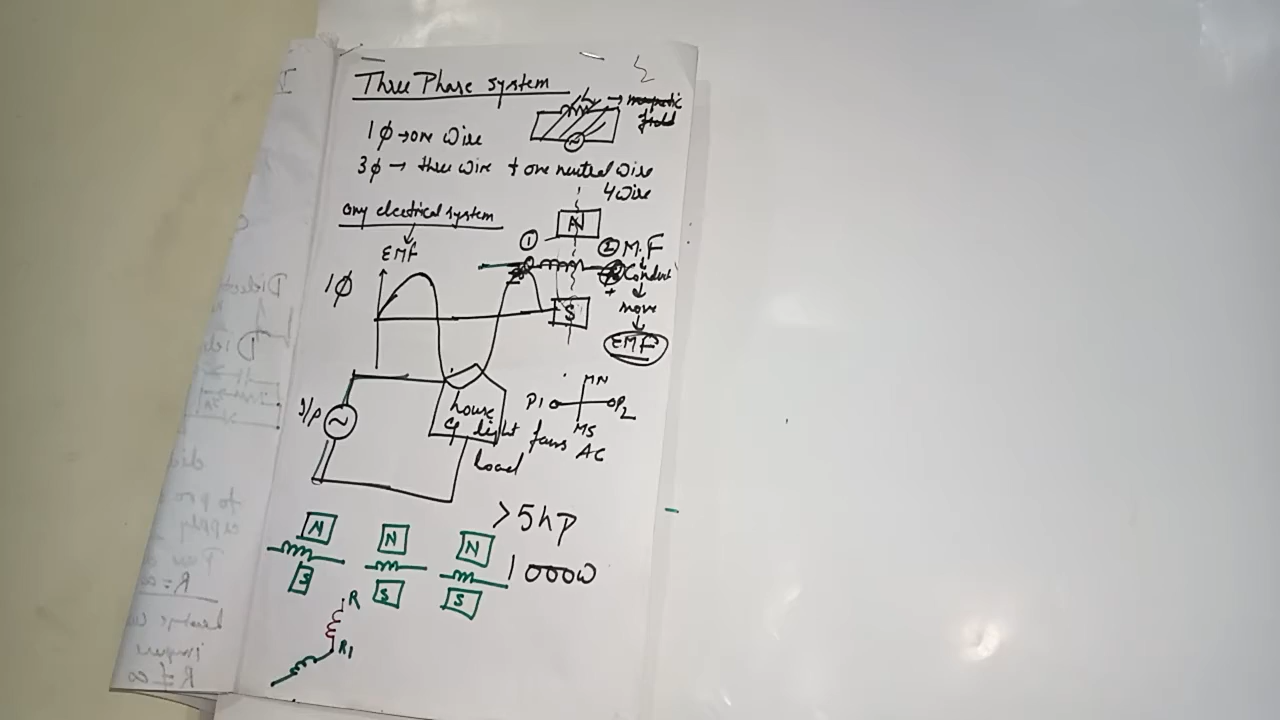 Three Phase system
→ magnetic
field
1ϕ → one wire
3ϕ → three wire + one neutral wire
4 wire
any electrical system
N
EMF
① ② M.F
Conduct
+
1ϕ
S
move
EMF
I/P
house
light fans AC
load
MN
P1 P2
MS
>5hp
1000W
N N N
S S S
R
R1
Dielect
R = ∞
R ≠ ∞